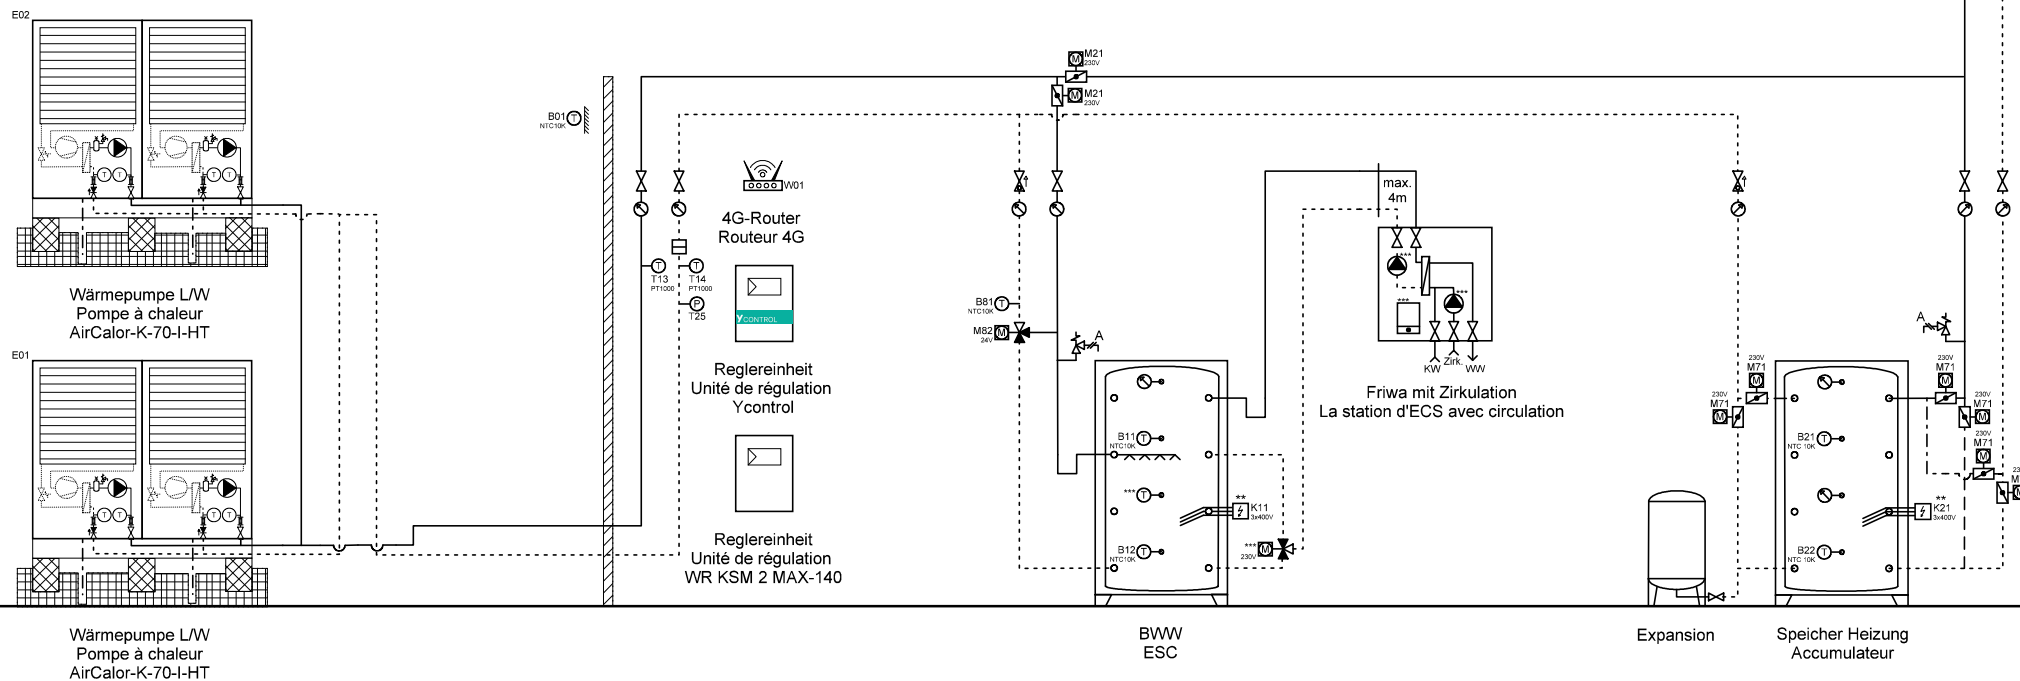 E02
Wärmepumpe L/W
Pompe à chaleur
AirCalor-K-70-I-HT
E01
T T T T
T T T T
Wärmepumpe L/W
Pompe à chaleur
AirCalor-K-70-I-HT
B01 T
NTC10K
W01
4G-Router
Routeur 4G
T T
T13 T14
PT1000 PT1000
P
T25
YCONTROL
Reglereinheit
Unité de régulation
Ycontrol
Reglereinheit
Unité de régulation
WR KSM 2 MAX-140
M M21
230V
M M21
230V
B81 T
NTC10K
M82 M
24V
A
B11 T
NTC 10K
*** T
B12 T
NTC10K
**
K11
3x400V
*** M
230V
BWW
ESC
max.
4m
***
***
***
KW Zirk. WW
Friwa mit Zirkulation
La station d'ECS avec circulation
Expansion
230V
M71
M
230V
M71 M
A
230V
M71
M
230V
M71
M
230V
M71
M
M
B21 T
NTC 10K
B22 T
NTC 10K
**
K21
3x400V
Speicher Heizung
Accumulateur